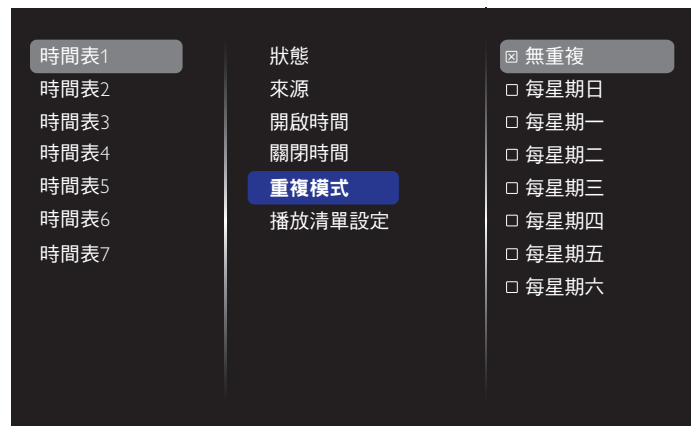 時間表1
時間表2
時間表3
時間表4
時間表5
時間表6
時間表7
狀態
來源
開啟時間
關閉時間
重複模式
播放清單設定
☒ 無重複
☐ 每星期日
☐ 每星期一
☐ 每星期二
☐ 每星期三
☐ 每星期四
☐ 每星期五
☐ 每星期六